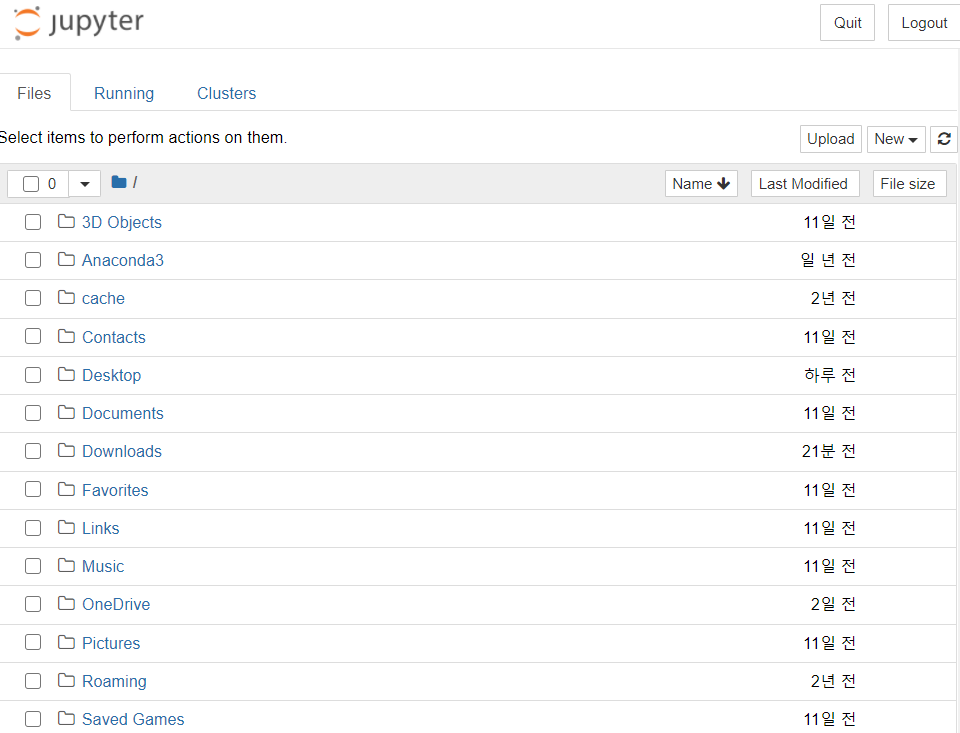 jupyter Quit Logout
Files Running Clusters
Select items to perform actions on them. Upload New
0 / Name Last Modified File size
3D Objects 11일 전
Anaconda3 일 년 전
cache 2년 전
Contacts 11일 전
Desktop 하루 전
Documents 11일 전
Downloads 21분 전
Favorites 11일 전
Links 11일 전
Music 11일 전
OneDrive 2일 전
Pictures 11일 전
Roaming 2년 전
Saved Games 11일 전